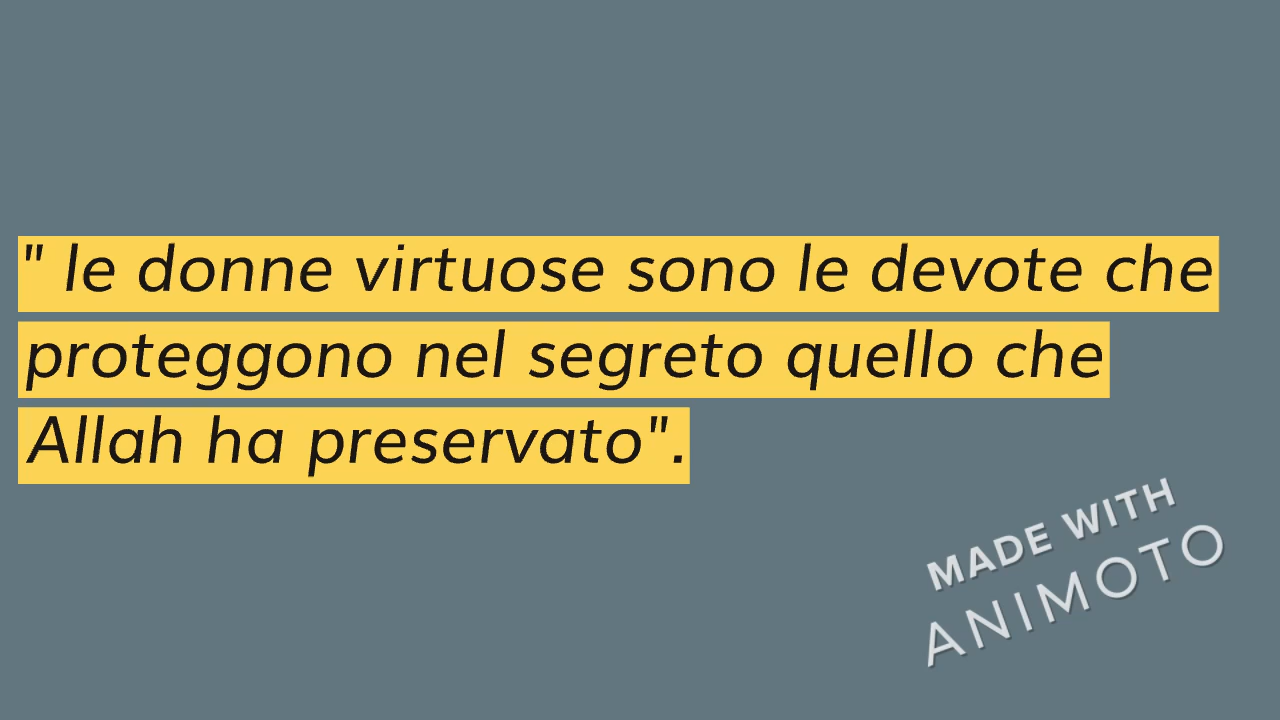 " le donne virtuose sono le devote che
proteggono nel segreto quello che
Allah ha preservato".
MADE WITH
ANIMOTO